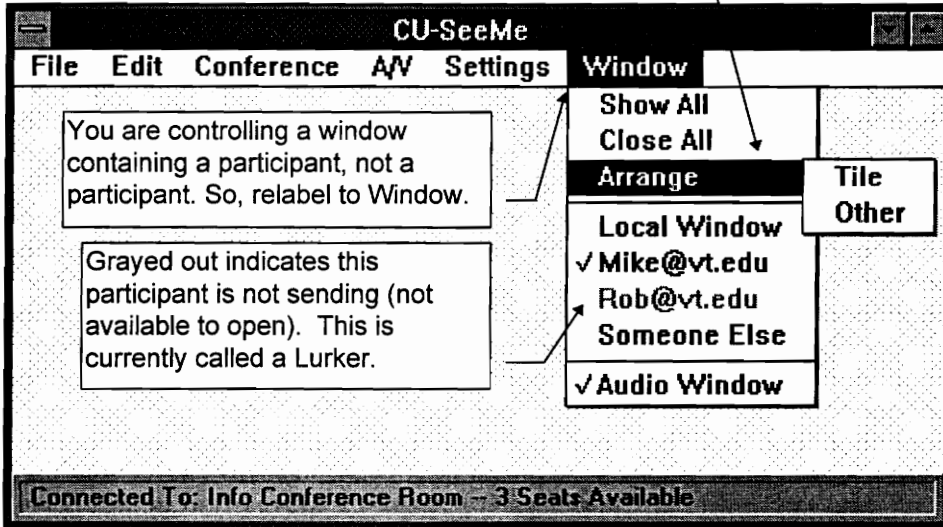 CU-SeeMe
File Edit Conference A/V Settings Window
You are controlling a window
containing a participant, not a
participant. So, relabel to Window.
Grayed out indicates this
participant is not sending (not
available to open). This is
currently called a Lurker.
Show All
Close All
Arrange
Tile
Other
Local Window
√ Mike@vt.edu
Rob@vt.edu
Someone Else
√ Audio Window
Connected To: Info Conference Room -- 3 Seats Available